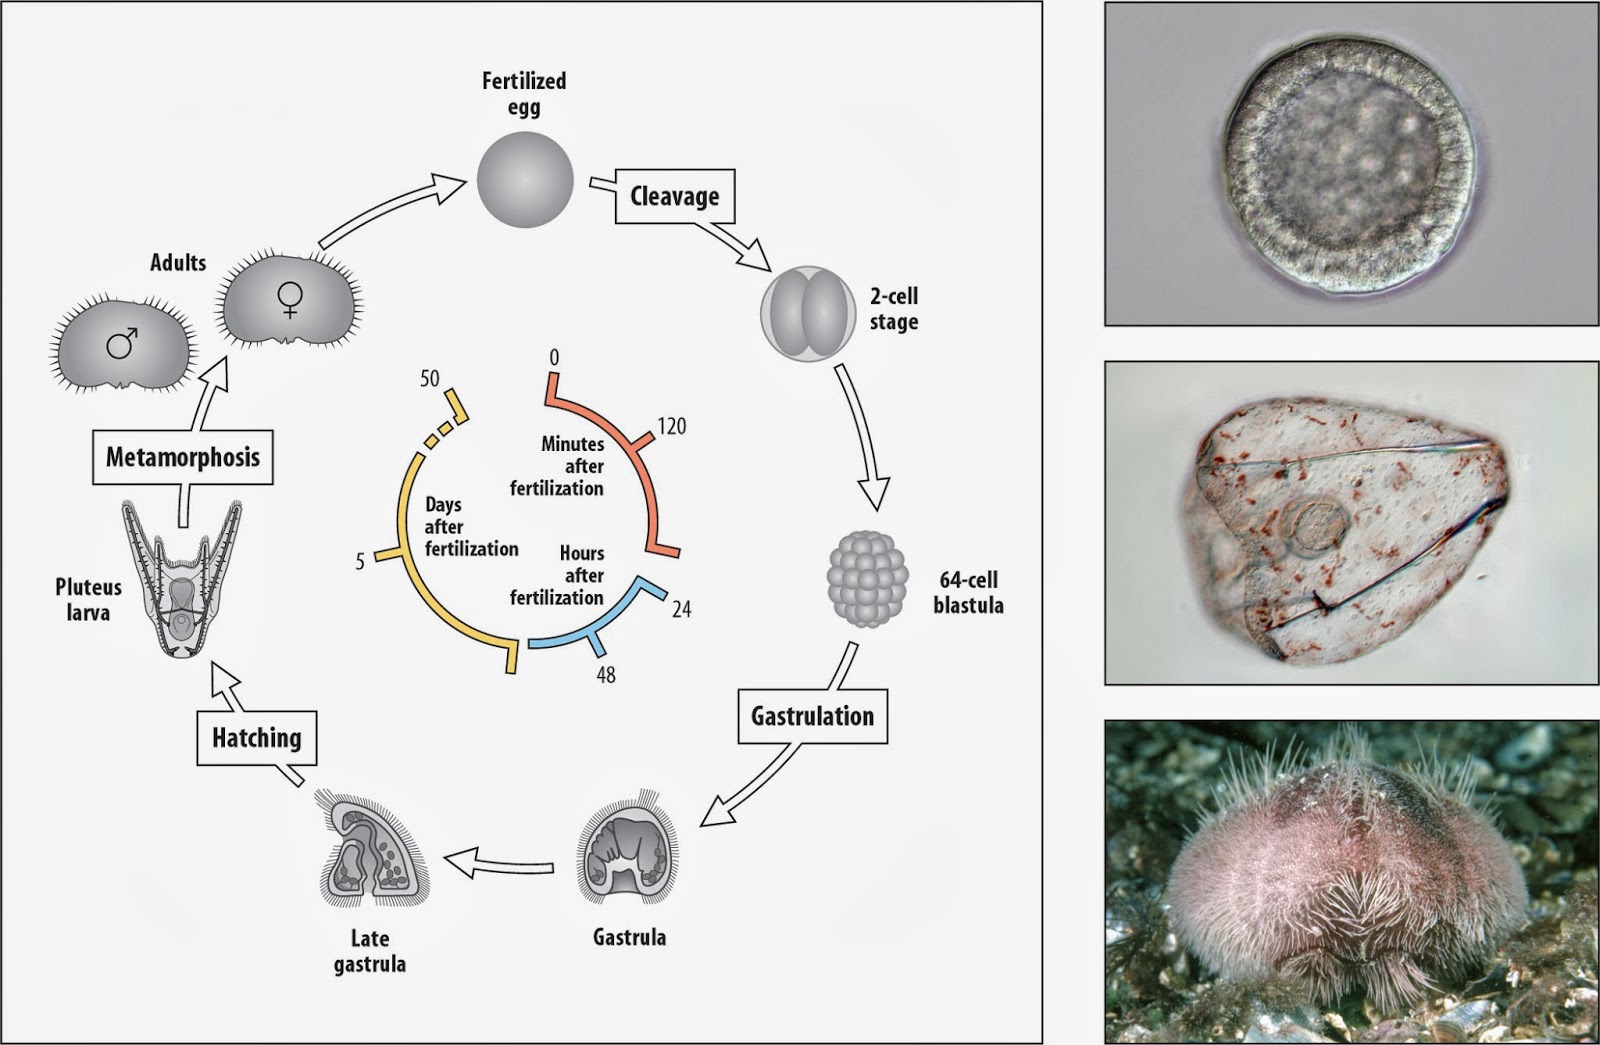 Fertilized
egg
Cleavage
2-cell
stage
64-cell
blastula
Gastrulation
Gastrula
Late
gastrula
Hatching
Pluteus
larva
Metamorphosis
Adults
♂
♀
0
120
Minutes
after
fertilization
24
48
Hours
after
fertilization
5
50
Days
after
fertilization